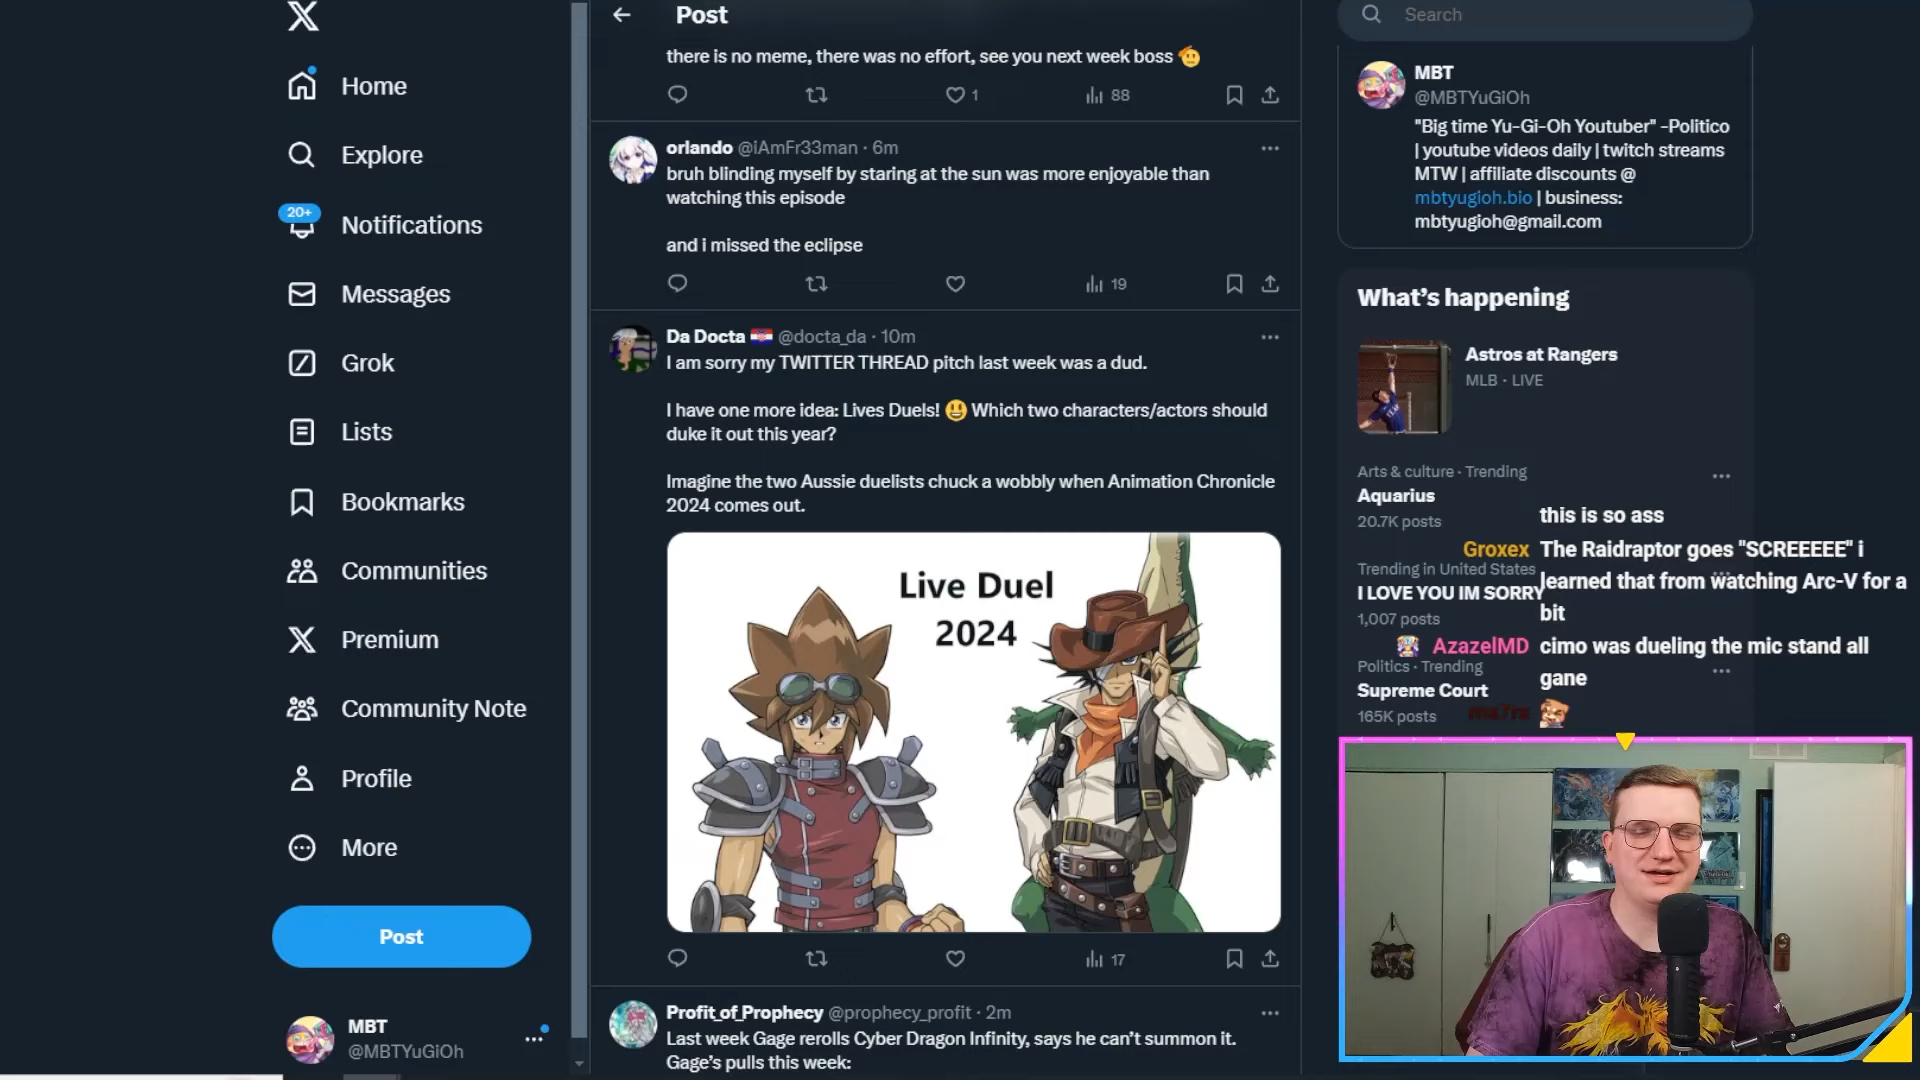 Home
Explore
20+
Notifications
Messages
Grok
Lists
Bookmarks
Communities
Premium
Community Note
Profile
More
Post
MBT
@MBTYuGiOh
Post
there is no meme, there was no effort, see you next week boss 🫡
1
88
orlando @iAmFr33man · 6m
bruh blinding myself by staring at the sun was more enjoyable than
watching this episode
and i missed the eclipse
19
Da Docta 🇭🇷 @docta_da · 10m
I am sorry my TWITTER THREAD pitch last week was a dud.
I have one more idea: Lives Duels! 😃 Which two characters/actors should
duke it out this year?
Imagine the two Aussie duelists chuck a wobbly when Animation Chronicle
2024 comes out.
Live Duel
2024
17
Profit_of_Prophecy @prophecy_profit · 2m
Last week Gage rerolls Cyber Dragon Infinity, says he can't summon it.
Gage's pulls this week:
Search
MBT
@MBTYuGiOh
"Big time Yu-Gi-Oh Youtuber" -Politico
| youtube videos daily | twitch streams
MTW | affiliate discounts @
mbtyugioh.bio | business:
mbtyugioh@gmail.com
What's happening
Astros at Rangers
MLB · LIVE
Arts & culture · Trending
Aquarius
20.7K posts
Trending in United States
I LOVE YOU IM SORRY
1,007 posts
Politics · Trending
Supreme Court
165K posts
this is so ass
Groxex The Raidraptor goes "SCREEEEE" i
learned that from watching Arc-V for a
bit
AzazelMD cimo was dueling the mic stand all
gane